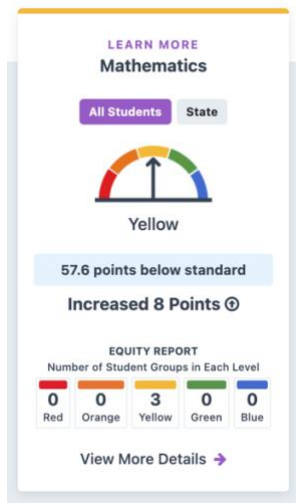 LEARN MORE
Mathematics
All Students State
Yellow
57.6 points below standard
Increased 8 Points
EQUITY REPORT
Number of Student Groups in Each Level
0 0 3 0 0
Red Orange Yellow Green Blue
View More Details →